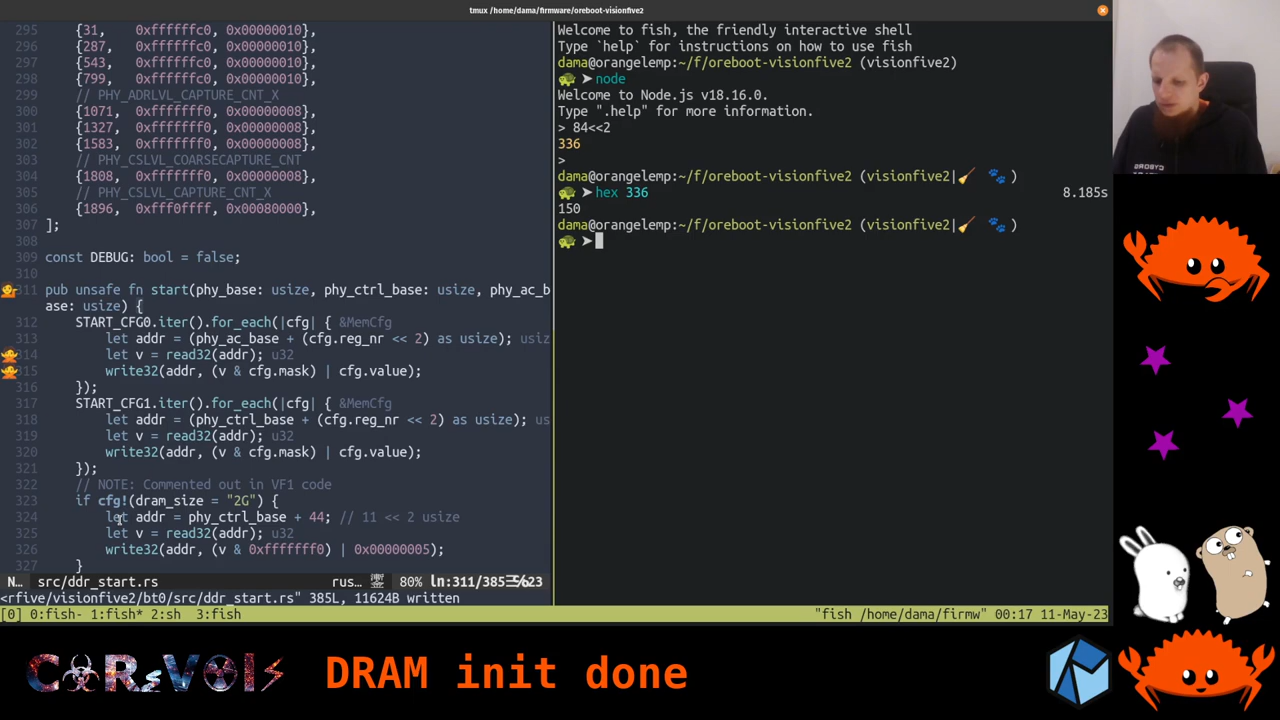 tmux /home/dama/firmware/oreboot-visionfive2
295 {31, 0xffffffc0, 0x00000010},
296 {287, 0xffffffc0, 0x00000010},
297 {543, 0xffffffc0, 0x00000010},
298 {799, 0xffffffc0, 0x00000010},
299 // PHY_ADRLVL_CAPTURE_CNT_X
300 {1071, 0xfffffff0, 0x00000008},
301 {1327, 0xfffffff0, 0x00000008},
302 {1583, 0xfffffff0, 0x00000008},
303 // PHY_CSLVL_COARSECAPTURE_CNT
304 {1808, 0xfffffff0, 0x00000008},
305 // PHY_CSLVL_CAPTURE_CNT_X
306 {1896, 0xfff0ffff, 0x00080000},
307 ];
308
309 const DEBUG: bool = false;
310
311 pub unsafe fn start(phy_base: usize, phy_ctrl_base: usize, phy_ac_b
ase: usize) {
312 START_CFG0.iter().for_each(|cfg| { &MemCfg
313 let addr = (phy_ac_base + (cfg.reg_nr << 2) as usize); usiz
314 let v = read32(addr); u32
315 write32(addr, (v & cfg.mask) | cfg.value);
316 });
317 START_CFG1.iter().for_each(|cfg| { &MemCfg
318 let addr = (phy_ctrl_base + (cfg.reg_nr << 2) as usize); us
319 let v = read32(addr); u32
320 write32(addr, (v & cfg.mask) | cfg.value);
321 });
322 // NOTE: Commented out in VF1 code
323 if cfg!(dram_size = "2G") {
324 let addr = phy_ctrl_base + 44; // 11 << 2 usize
325 let v = read32(addr); u32
326 write32(addr, (v & 0xfffffff0) | 0x00000005);
327 }
N... src/ddr_start.rs rus… 80% ln:311/385
<rfive/visionfive2/bt0/src/ddr_start.rs" 385L, 11624B written
Welcome to fish, the friendly interactive shell
Type `help` for instructions on how to use fish
dama@orangelemp:~/f/oreboot-visionfive2 (visionfive2)
➤ node
Welcome to Node.js v18.16.0.
Type ".help" for more information.
> 84<<2
336
>
dama@orangelemp:~/f/oreboot-visionfive2 (visionfive2|🧹 🐾 )
🐢 ➤ hex 336 8.185s
150
dama@orangelemp:~/f/oreboot-visionfive2 (visionfive2|🧹 🐾 )
🐢 ➤
[0] 0:fish- 1:fish* 2:sh 3:fish "fish /home/dama/firmw" 00:17 11-May-23
DRAM init done